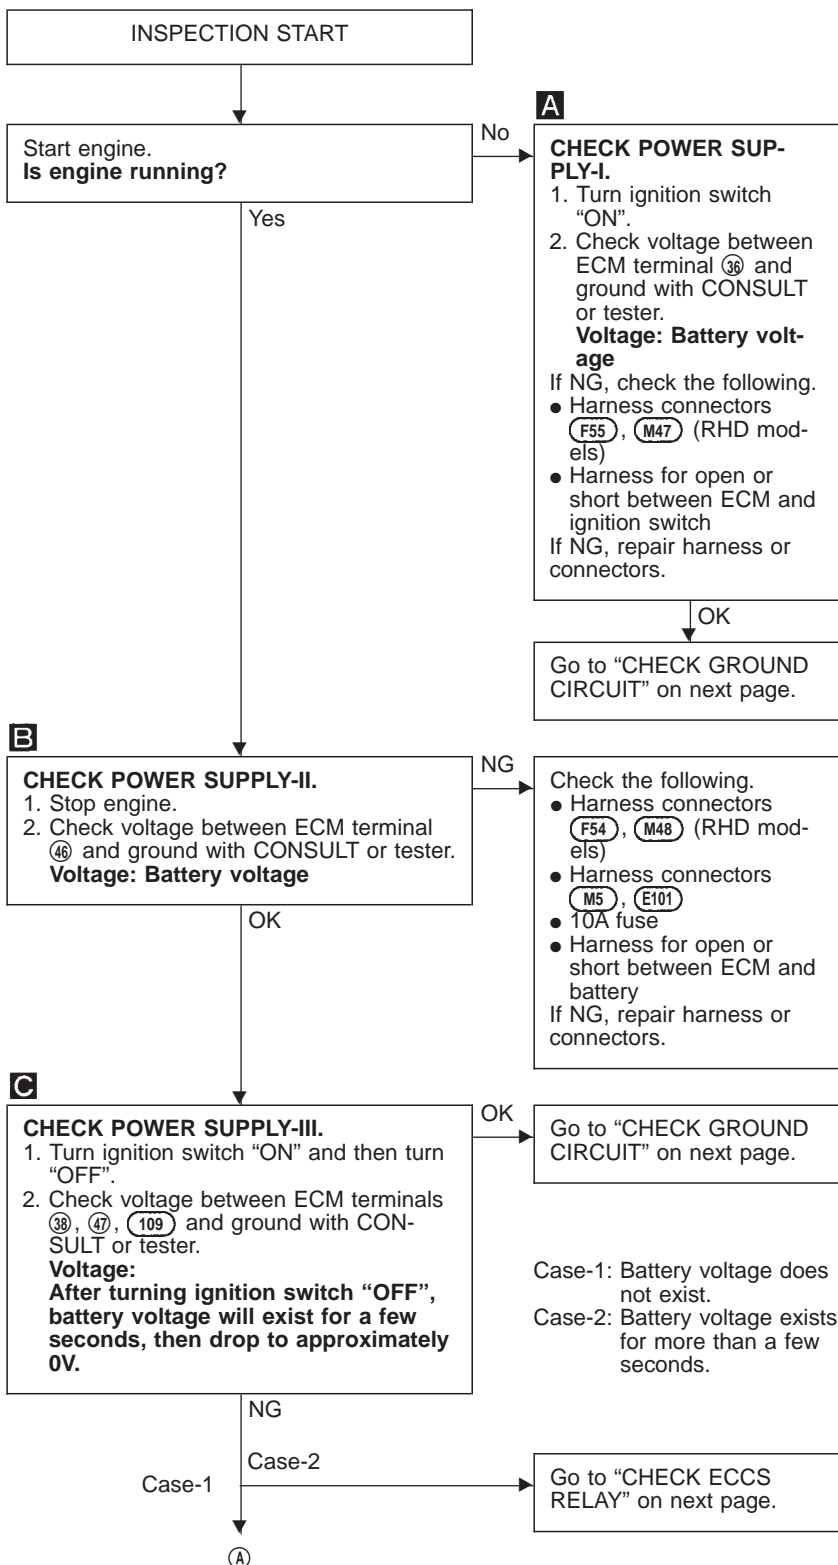 INSPECTION START
Start engine.
Is engine running?
No
Yes
A
CHECK POWER SUP-
PLY-I.
1. Turn ignition switch
“ON”.
2. Check voltage between
ECM terminal 36 and
ground with CONSULT
or tester.
Voltage: Battery volt-
age
If NG, check the following.
● Harness connectors
F55, M47 (RHD mod-
els)
● Harness for open or
short between ECM and
ignition switch
If NG, repair harness or
connectors.
OK
Go to “CHECK GROUND
CIRCUIT” on next page.
B
CHECK POWER SUPPLY-II.
1. Stop engine.
2. Check voltage between ECM terminal
46 and ground with CONSULT or tester.
Voltage: Battery voltage
NG
Check the following.
● Harness connectors
F54, M48 (RHD mod-
els)
● Harness connectors
M5, E101
● 10A fuse
● Harness for open or
short between ECM and
battery
If NG, repair harness or
connectors.
OK
C
CHECK POWER SUPPLY-III.
1. Turn ignition switch “ON” and then turn
“OFF”.
2. Check voltage between ECM terminals
38, 47, 109 and ground with CON-
SULT or tester.
Voltage:
After turning ignition switch “OFF”,
battery voltage will exist for a few
seconds, then drop to approximately
0V.
OK
Go to “CHECK GROUND
CIRCUIT” on next page.
Case-1: Battery voltage does
not exist.
Case-2: Battery voltage exists
for more than a few
seconds.
NG
Case-1
Case-2
Go to “CHECK ECCS
RELAY” on next page.
A